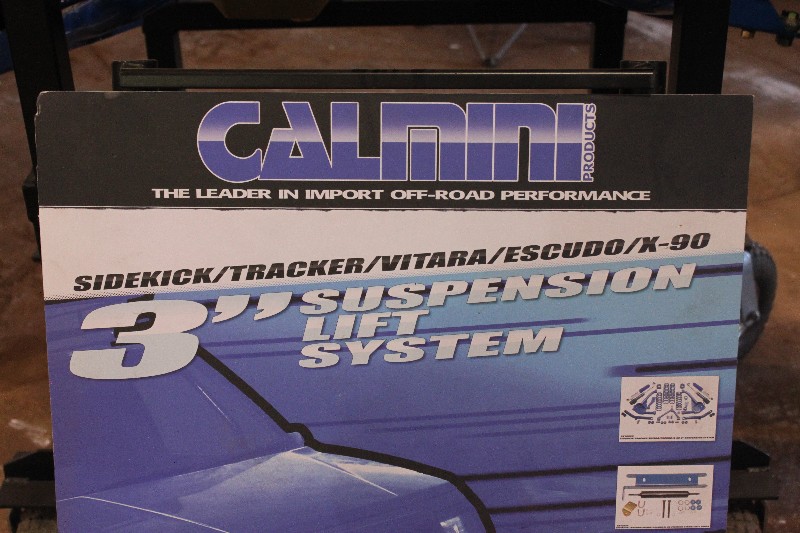 CALMINI
PRODUCTS
THE LEADER IN IMPORT OFF-ROAD PERFORMANCE
SIDEKICK/TRACKER/VITARA/ESCUDO/X-90
3" SUSPENSION
LIFT
SYSTEM